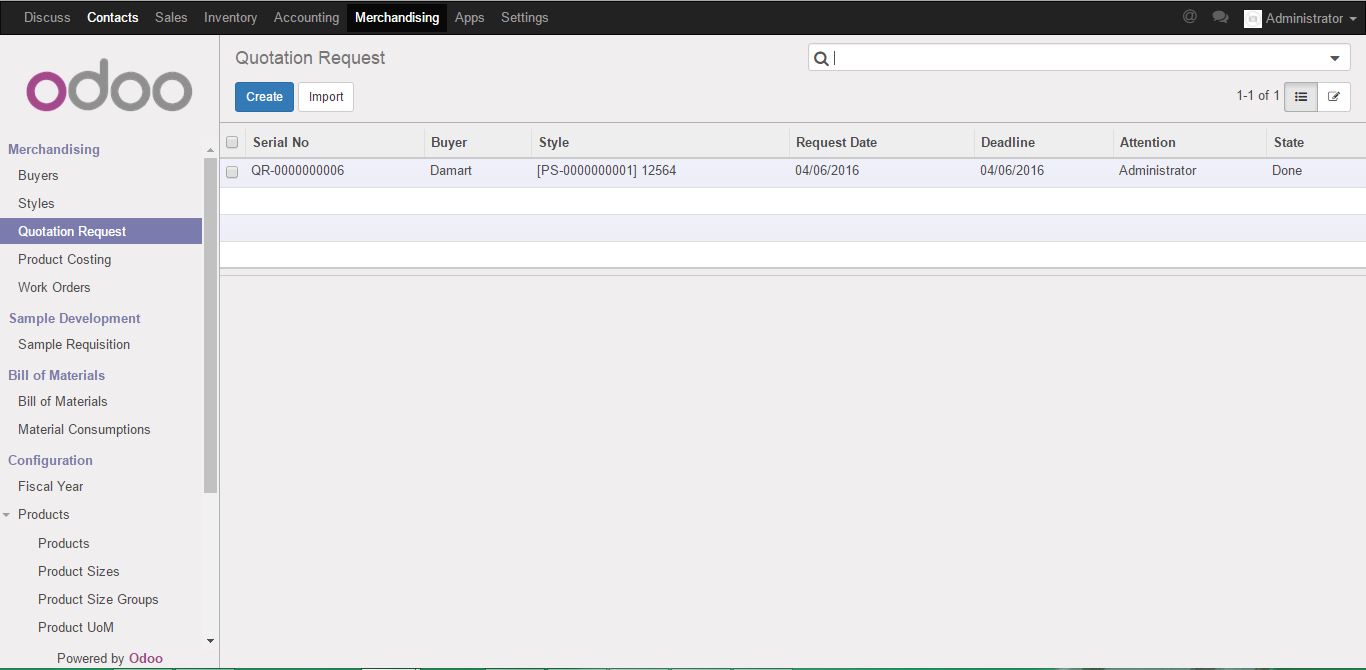 Discuss Contacts Sales Inventory Accounting Merchandising Apps Settings @ Administrator
odoo
Quotation Request
Create Import
1-1 of 1
Merchandising
Buyers
Styles
Quotation Request
Product Costing
Work Orders
Sample Development
Sample Requisition
Bill of Materials
Bill of Materials
Material Consumptions
Configuration
Fiscal Year
Products
Products
Product Sizes
Product Size Groups
Product UoM
Powered by Odoo
Serial No Buyer Style Request Date Deadline Attention State
QR-0000000006 Damart [PS-0000000001] 12564 04/06/2016 04/06/2016 Administrator Done